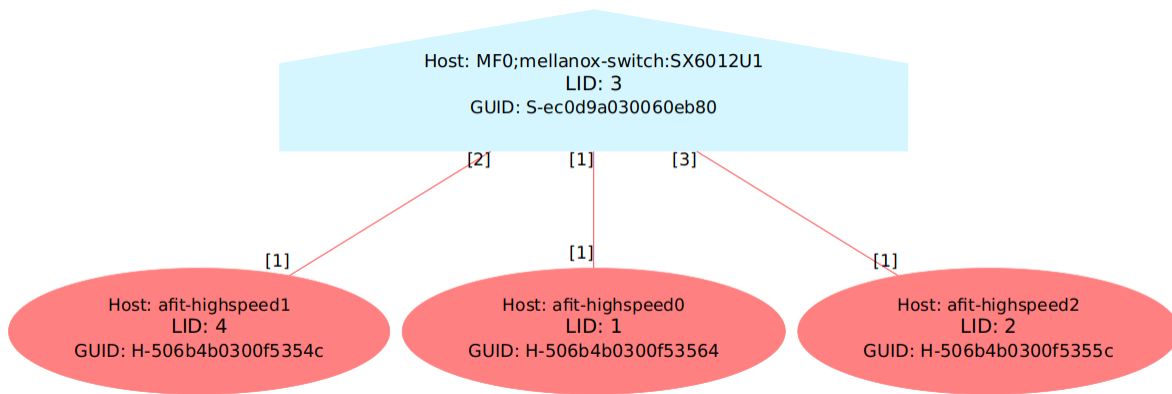 Host: MF0;mellanox-switch:SX6012U1
LID: 3
GUID: S-ec0d9a030060eb80
[2]
[1]
[3]
[1]
[1]
[1]
Host: afit-highspeed1
LID: 4
GUID: H-506b4b0300f5354c
Host: afit-highspeed0
LID: 1
GUID: H-506b4b0300f53564
Host: afit-highspeed2
LID: 2
GUID: H-506b4b0300f5355c